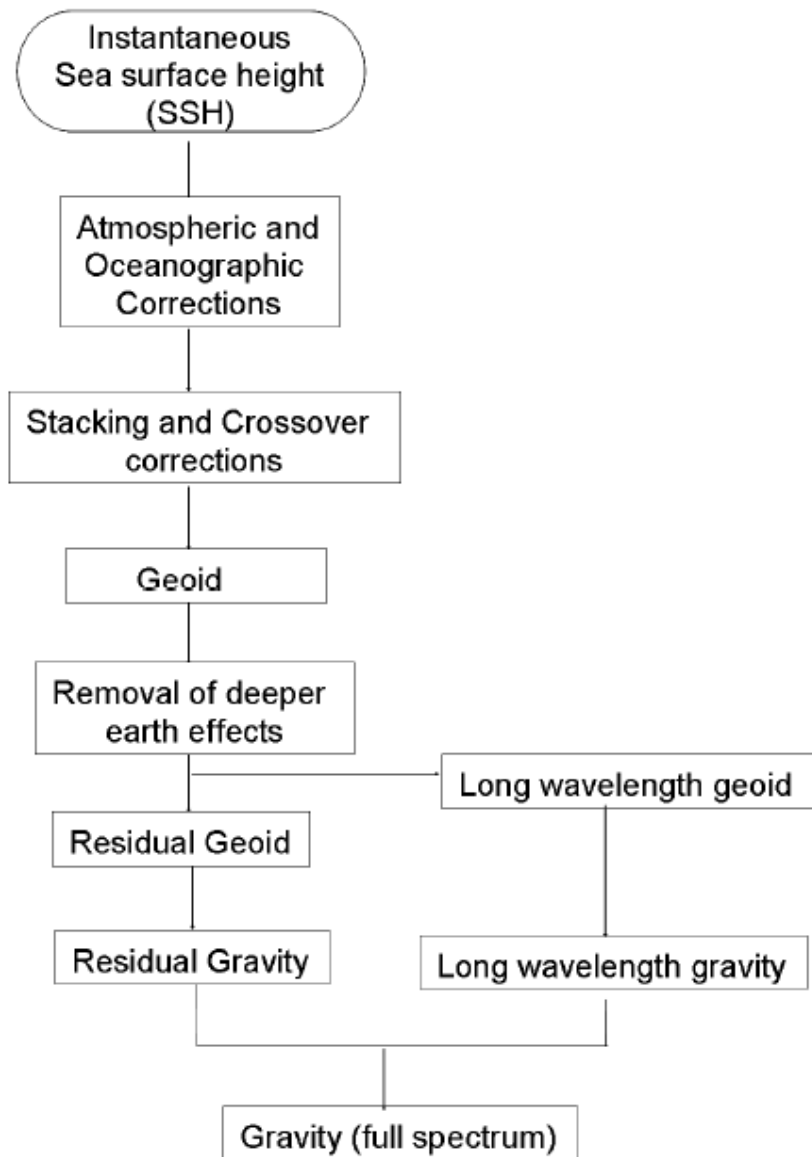 Instantaneous
Sea surface height
(SSH)
Atmospheric and
Oceanographic
Corrections
Stacking and Crossover
corrections
Geoid
Removal of deeper
earth effects
Long wavelength geoid
Residual Geoid
Residual Gravity
Long wavelength gravity
Gravity (full spectrum)